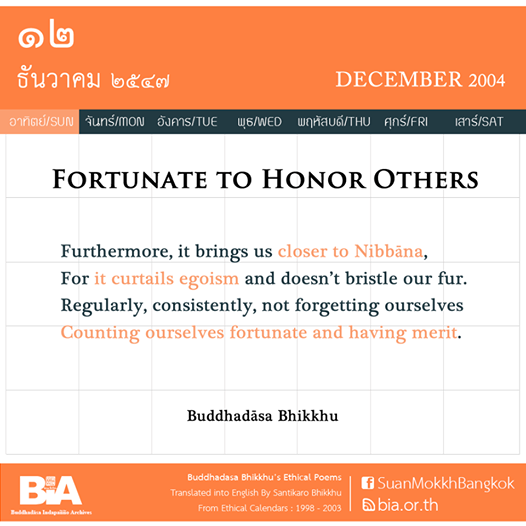 ๑๒
ธันวาคม ๒๕๔๗
DECEMBER 2004
อาทิตย์/SUN จันทร์/MON อังคาร/TUE พุธ/WED พฤหัสบดี/THU ศุกร์/FRI เสาร์/SAT
FORTUNATE TO HONOR OTHERS
Furthermore, it brings us closer to Nibbāna,
For it curtails egoism and doesn't bristle our fur.
Regularly, consistently, not forgetting ourselves
Counting ourselves fortunate and having merit.
Buddhadāsa Bhikkhu
BIA
Buddhadasa Indapañño Archives
Buddhadasa Bhikkhu's Ethical Poems
Translated into English By Santikaro Bhikkhu
From Ethical Calendars : 1998 - 2003
SuanMokkhBangkok
bia.or.th